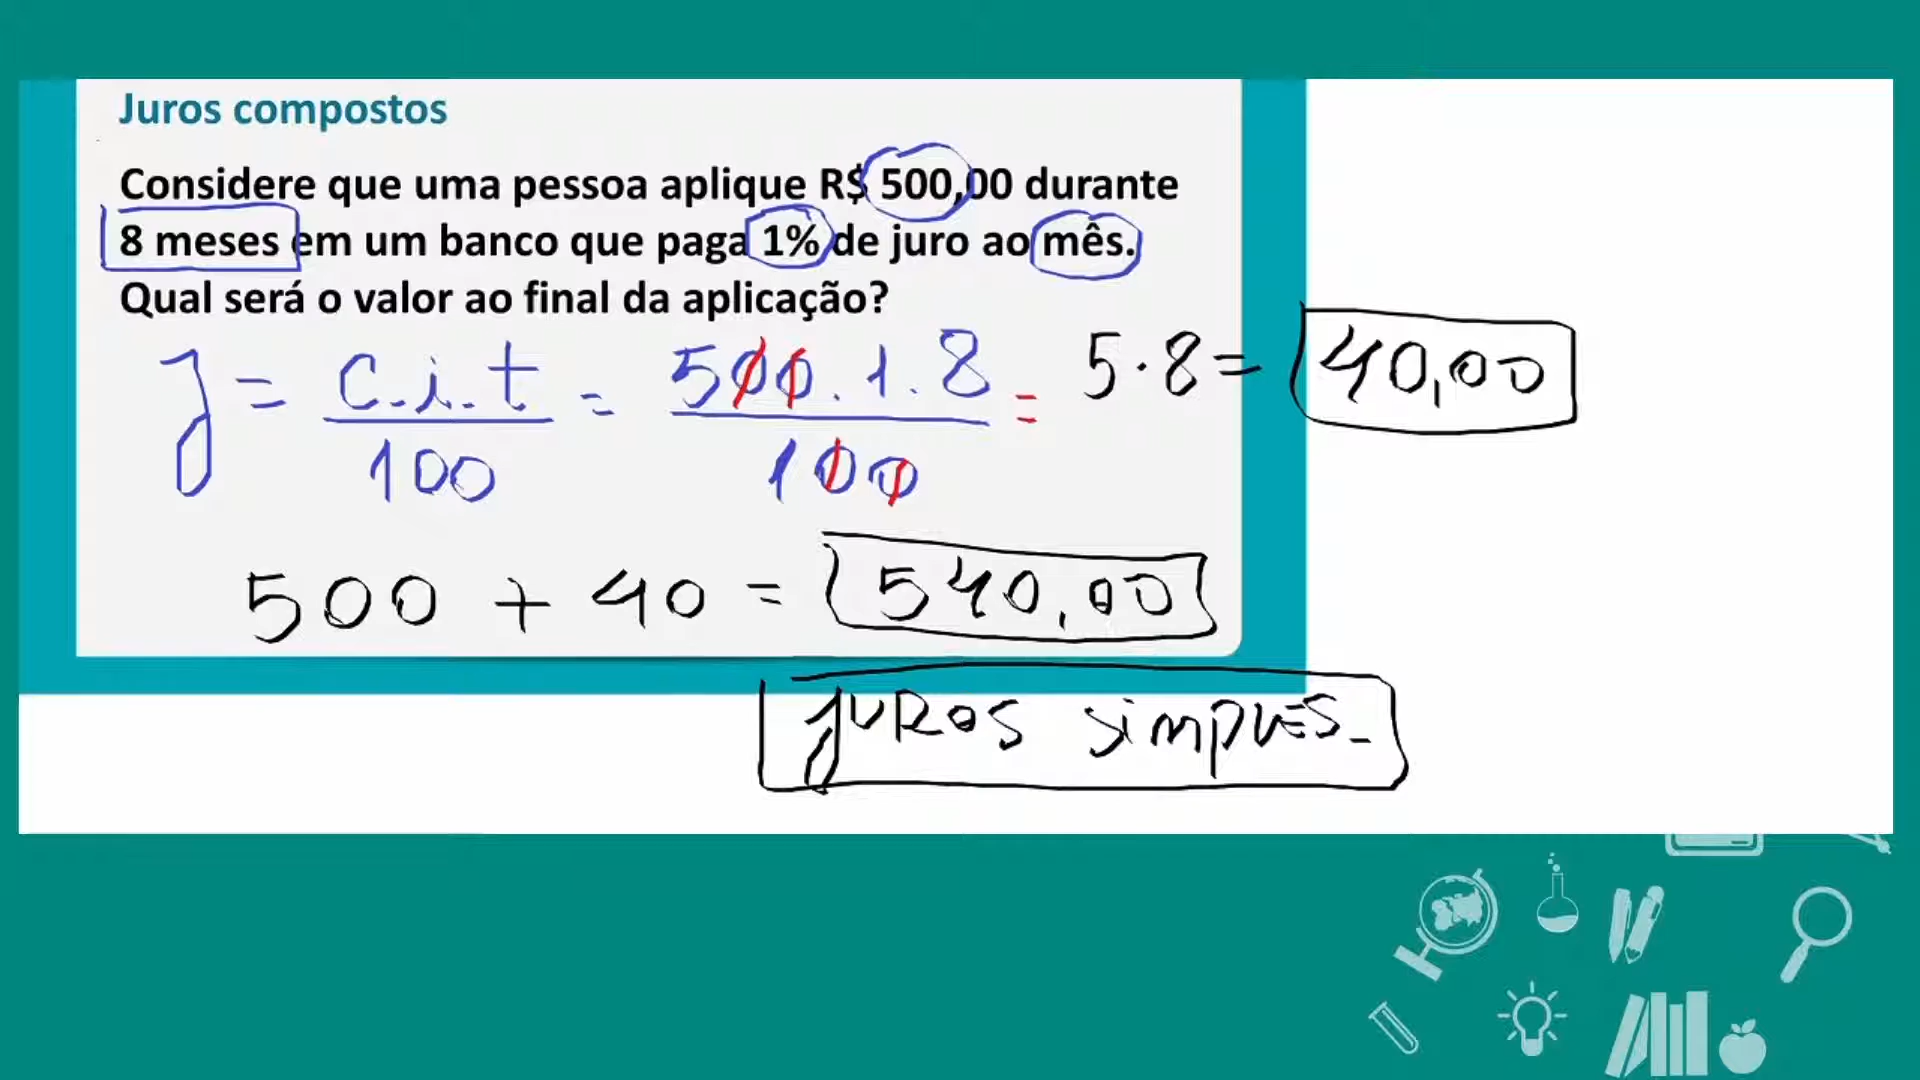 Juros compostos
Considere que uma pessoa aplique R$ 500,00 durante
8 meses em um banco que paga 1% de juro ao mês.
Qual será o valor ao final da aplicação?
J = c.i.t / 100 = 500.1.8 / 100 = 5.8 = 40,00
500 + 40 = 540,00
JUROS SIMPLES.